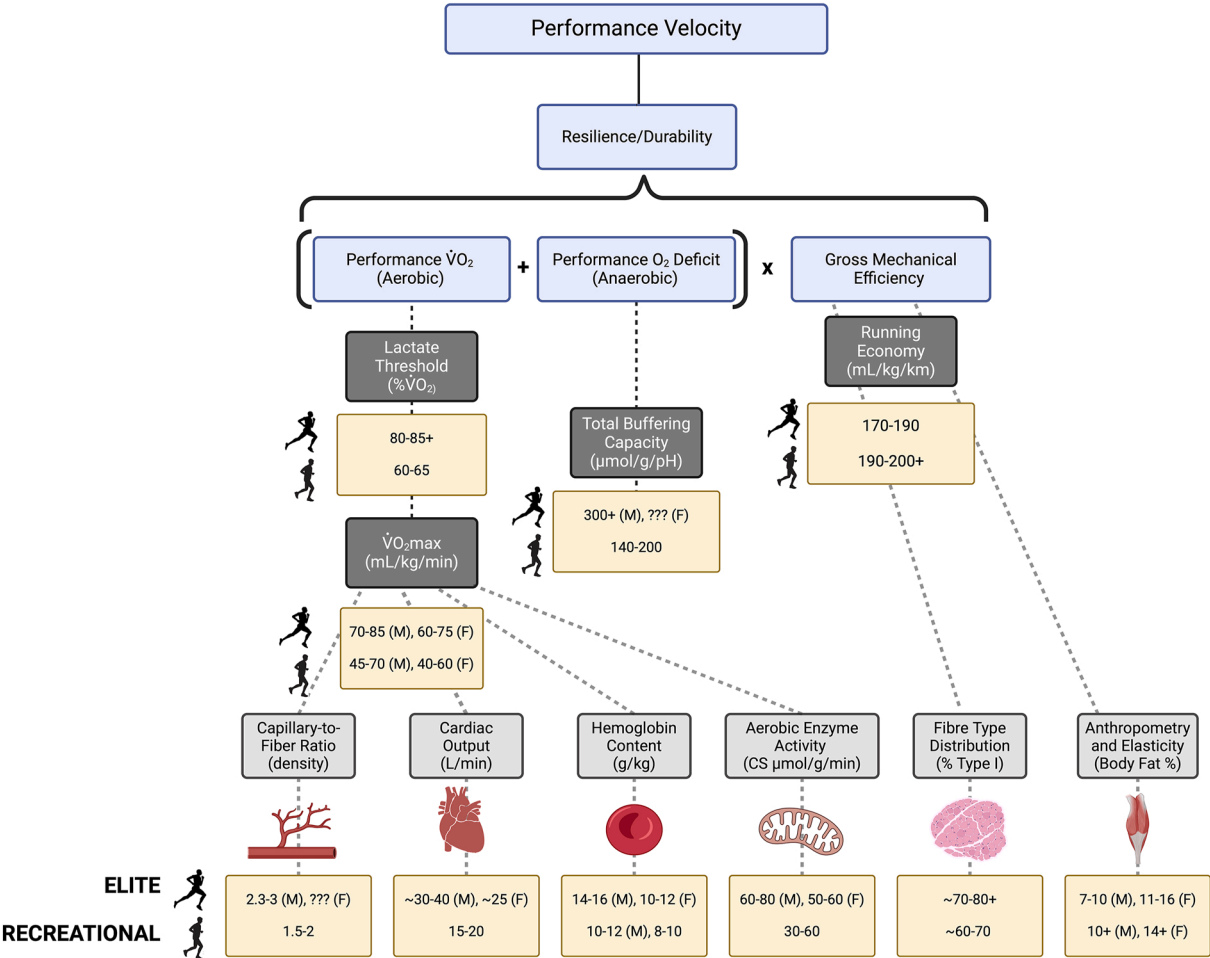 Performance Velocity
Resilience/Durability
Performance V̇O₂
(Aerobic)
+
Performance O₂ Deficit
(Anaerobic)
x
Gross Mechanical
Efficiency
Lactate
Threshold
(%V̇O₂)
80-85+
60-65
Total Buffering
Capacity
(µmol/g/pH)
300+ (M), ??? (F)
140-200
Running
Economy
(mL/kg/km)
170-190
190-200+
V̇O₂max
(mL/kg/min)
70-85 (M), 60-75 (F)
45-70 (M), 40-60 (F)
Capillary-to-
Fiber Ratio
(density)
Cardiac
Output
(L/min)
Hemoglobin
Content
(g/kg)
Aerobic Enzyme
Activity
(CS µmol/g/min)
Fibre Type
Distribution
(% Type I)
Anthropometry
and Elasticity
(Body Fat %)
ELITE
2.3-3 (M), ??? (F)
~30-40 (M), ~25 (F)
14-16 (M), 10-12 (F)
60-80 (M), 50-60 (F)
~70-80+
7-10 (M), 11-16 (F)
RECREATIONAL
1.5-2
15-20
10-12 (M), 8-10
30-60
~60-70
10+ (M), 14+ (F)